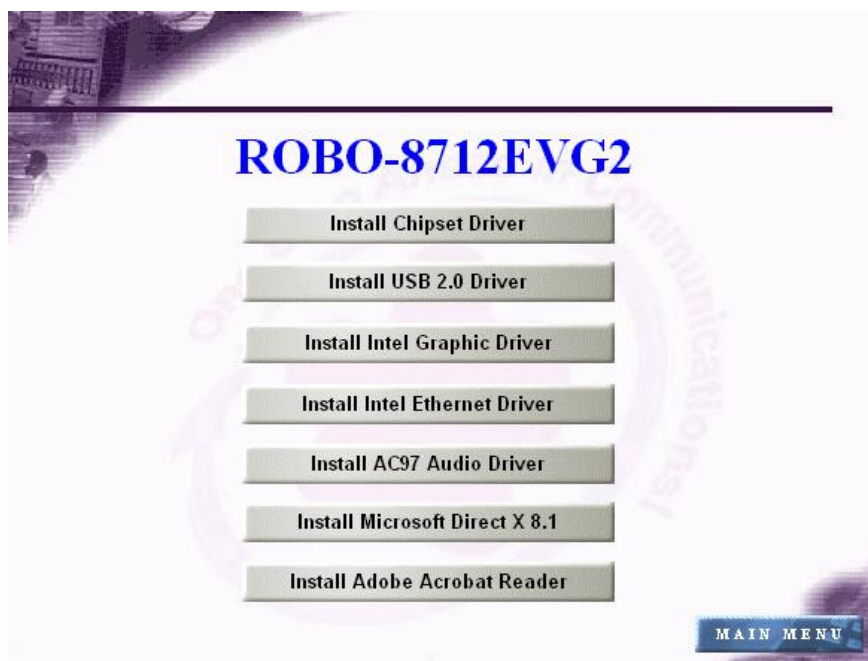 ROBO-8712EVG2
Install Chipset Driver
Install USB 2.0 Driver
Install Intel Graphic Driver
Install Intel Ethernet Driver
Install AC97 Audio Driver
Install Microsoft Direct X 8.1
Install Adobe Acrobat Reader
MAIN MENU